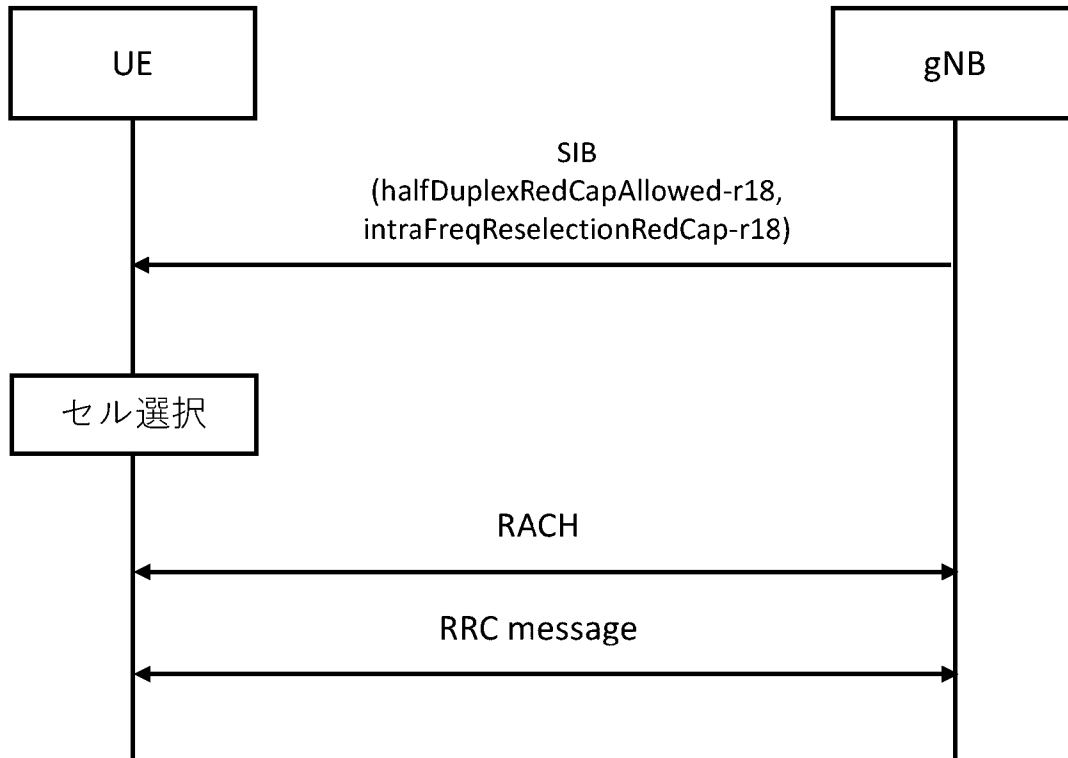 UE
gNB
SIB
(halfDuplexRedCapAllowed-r18,
intraFreqReselectionRedCap-r18)
セル選択
RACH
RRC message